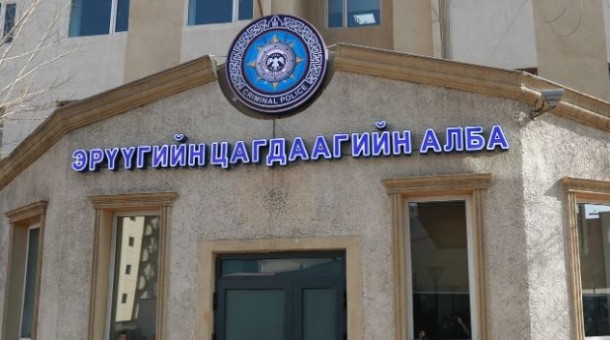 CRIMINAL POLICE
ЭРҮҮГИЙН ЦАГДААГИЙН АЛБА